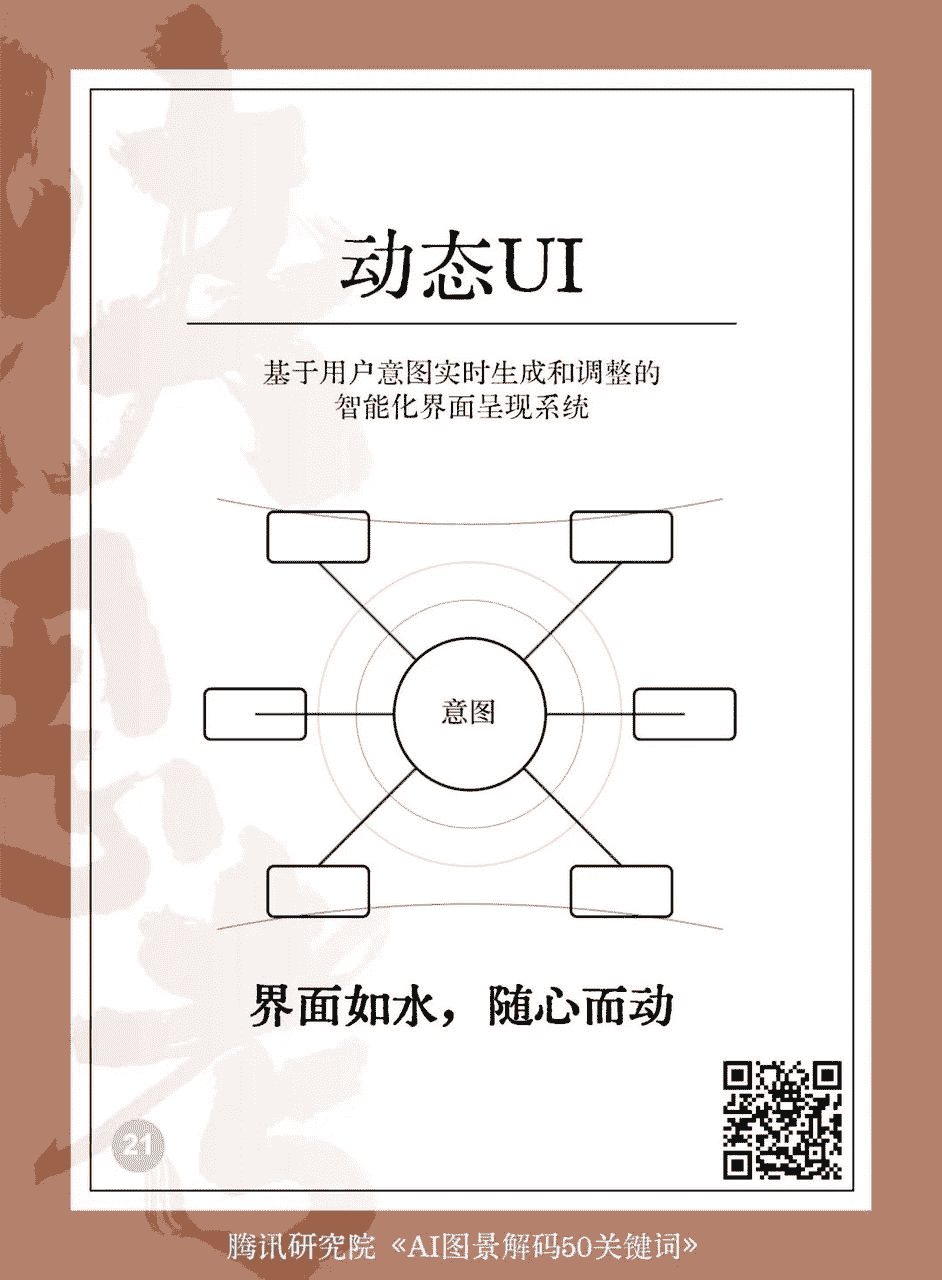 动态UI
基于用户意图实时生成和调整的
智能化界面呈现系统
意图
界面如水，随心而动
21
腾讯研究院《AI图景解码50关键词》